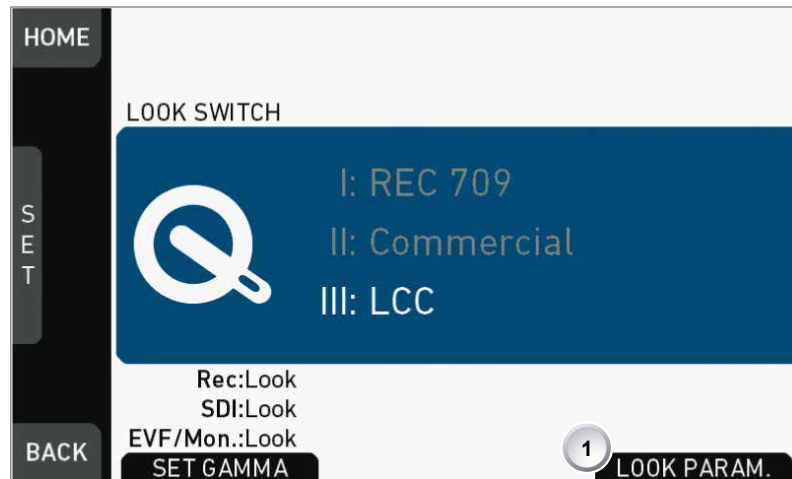 HOME
LOOK SWITCH
I: REC 709
II: Commercial
III: LCC
SET
Rec:Look
SDI:Look
EVF/Mon.:Look
BACK
SET GAMMA
1
LOOK PARAM.